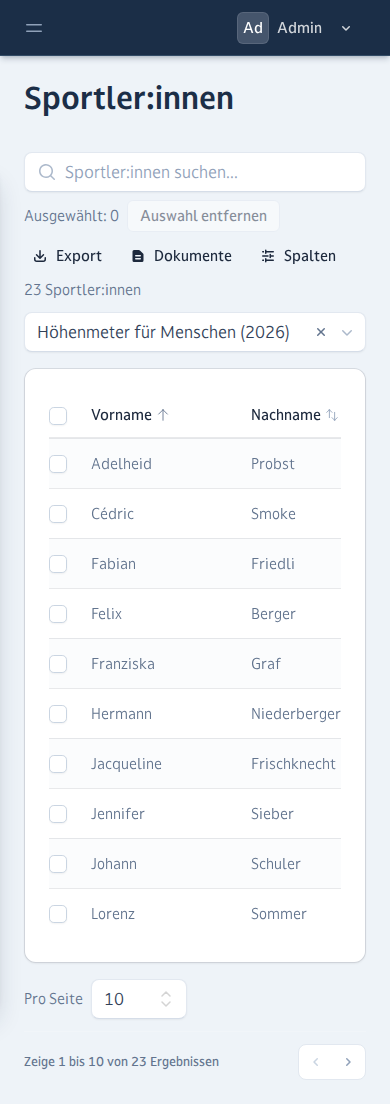 Ad Admin
Sportler:innen
Sportler:innen suchen...
Ausgewählt: 0 Auswahl entfernen
Export Dokumente Spalten
23 Sportler:innen
Höhenmeter für Menschen (2026)
Vorname Nachname
Adelheid Probst
Cédric Smoke
Fabian Friedli
Felix Berger
Franziska Graf
Hermann Niederberger
Jacqueline Frischknecht
Jennifer Sieber
Johann Schuler
Lorenz Sommer
Pro Seite 10
Zeige 1 bis 10 von 23 Ergebnissen